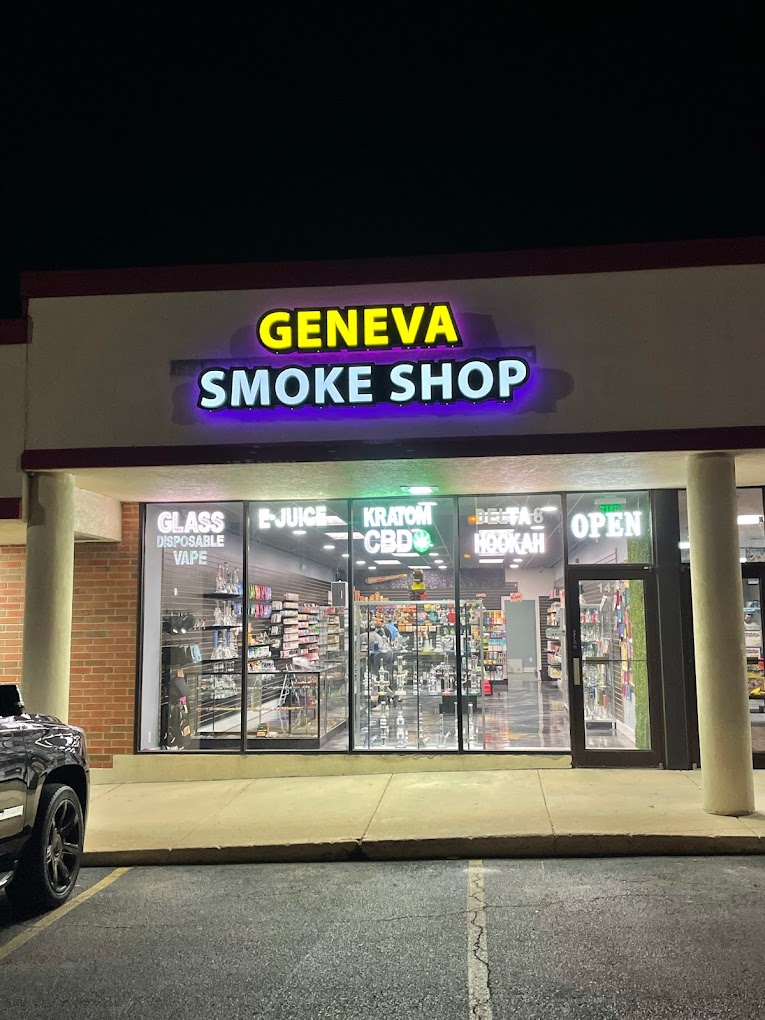 GENEVA
SMOKE SHOP
GLASS
DISPOSABLE
VAPE
E-JUICE
KRATOM
CBD
DELTA 8
HOOKAH
OPEN